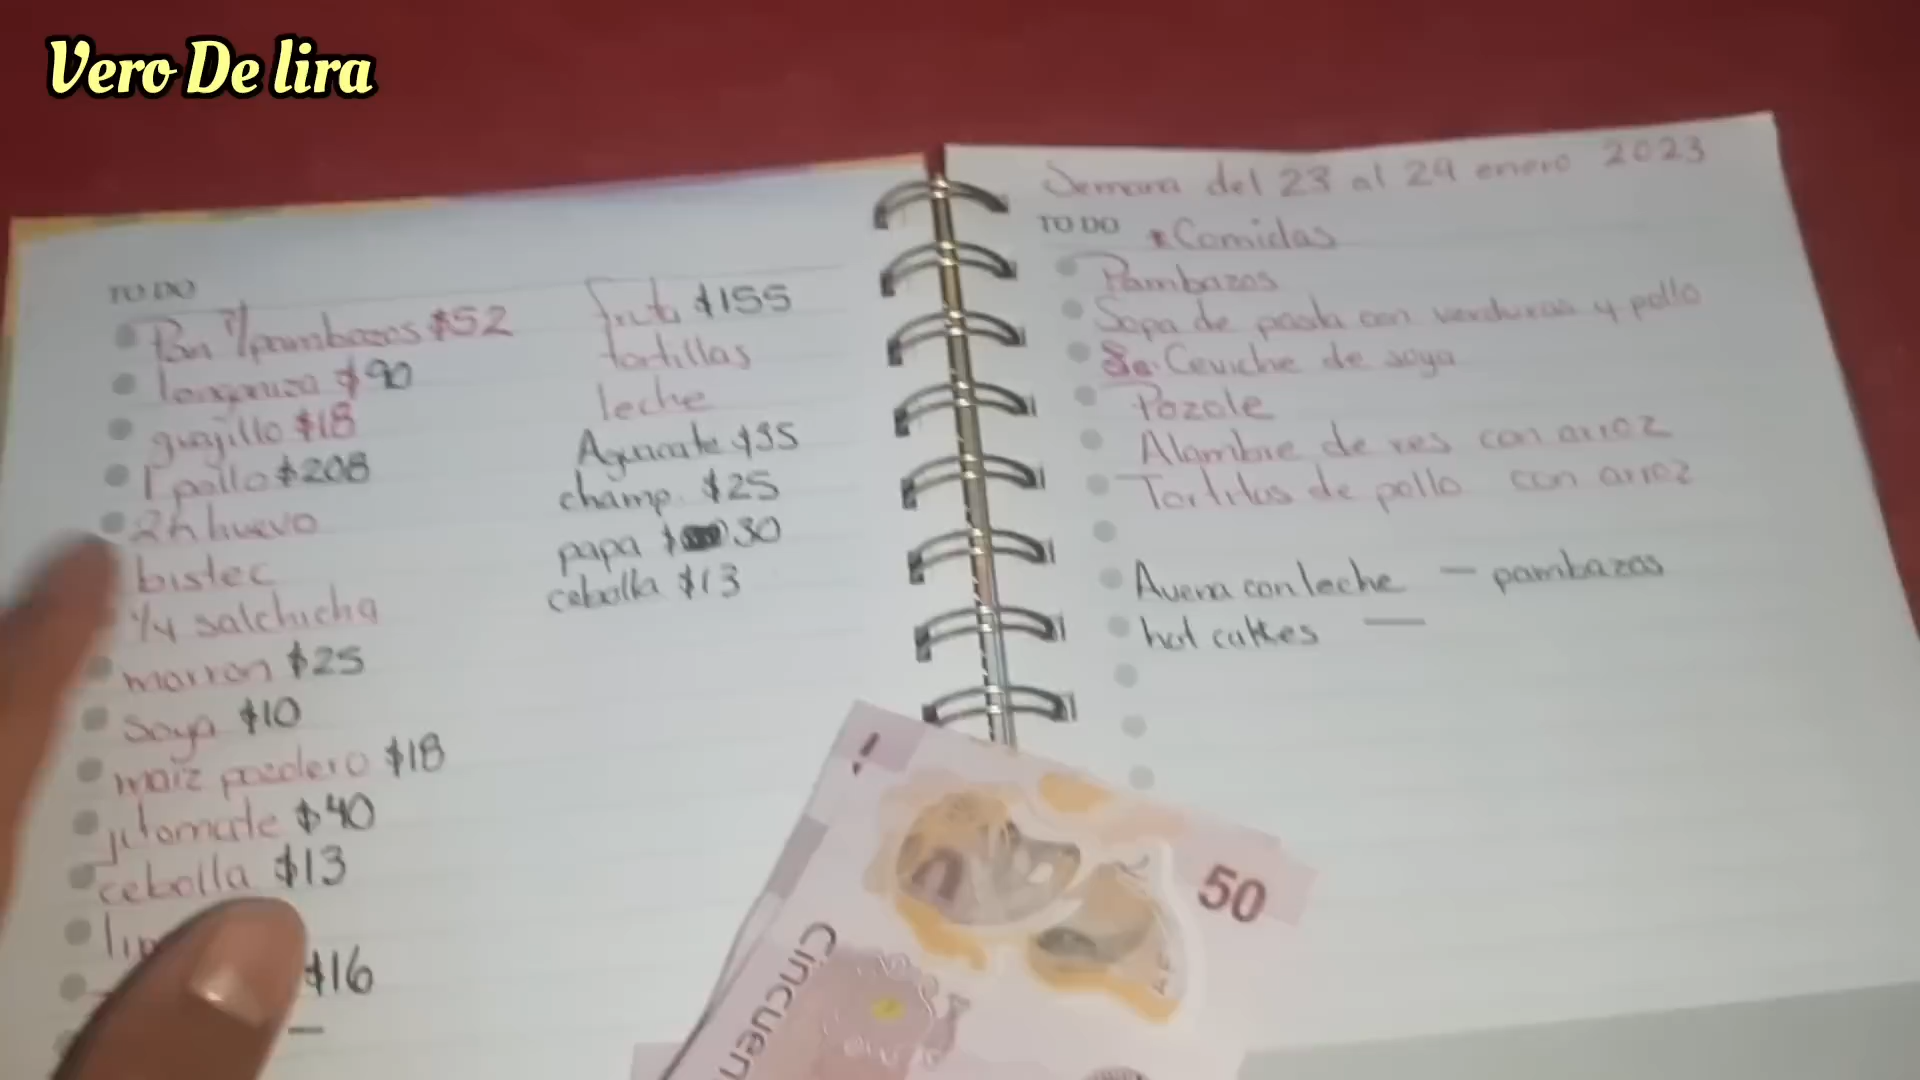 Vero De lira
TO DO
Pan p/pambazos $52
longaniza $90
guajillo $18
1 pollo $208
2k huevo
bistec
1/4 salchicha
morron $25
Soya $10
maiz pozolero $18
jitomate $40
cebolla $13
$16
fruta $155
tortillas
leche
Aguacate $35
champ. $25
papa $ 30
cebolla $13
Semana del 23 al 29 enero 2023
TO DO *Comidas
Pambazos
Sopa de pasta con verduras y pollo
Ceviche de soya
Pozole
Alambre de res con arroz
Tortitas de pollo con arroz
Avena con leche — pambazos
hot cakes —
50